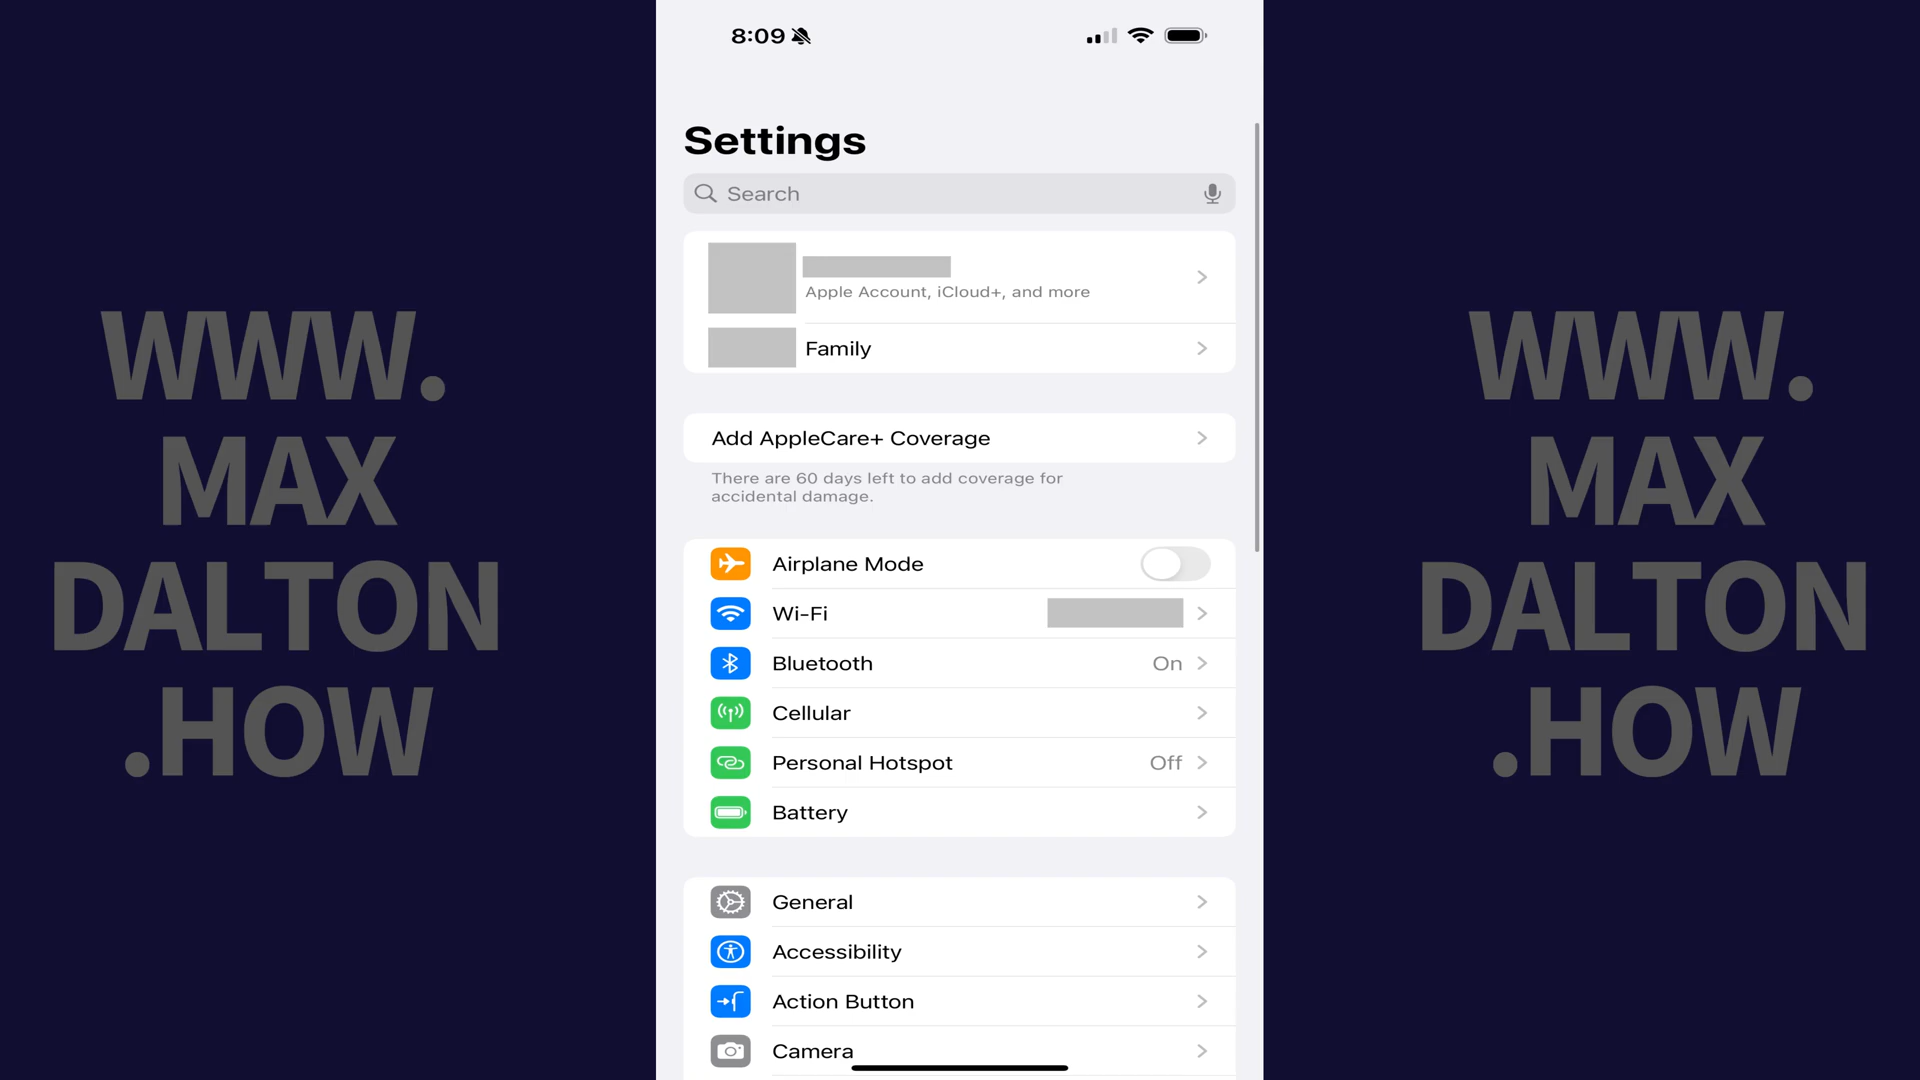 WWW.
MAX
DALTON
.HOW
8:09
Settings
Search
Apple Account, iCloud+, and more
Family
Add AppleCare+ Coverage
There are 60 days left to add coverage for
accidental damage.
Airplane Mode
Wi-Fi
Bluetooth On
Cellular
Personal Hotspot Off
Battery
General
Accessibility
Action Button
Camera
WWW.
MAX
DALTON
.HOW